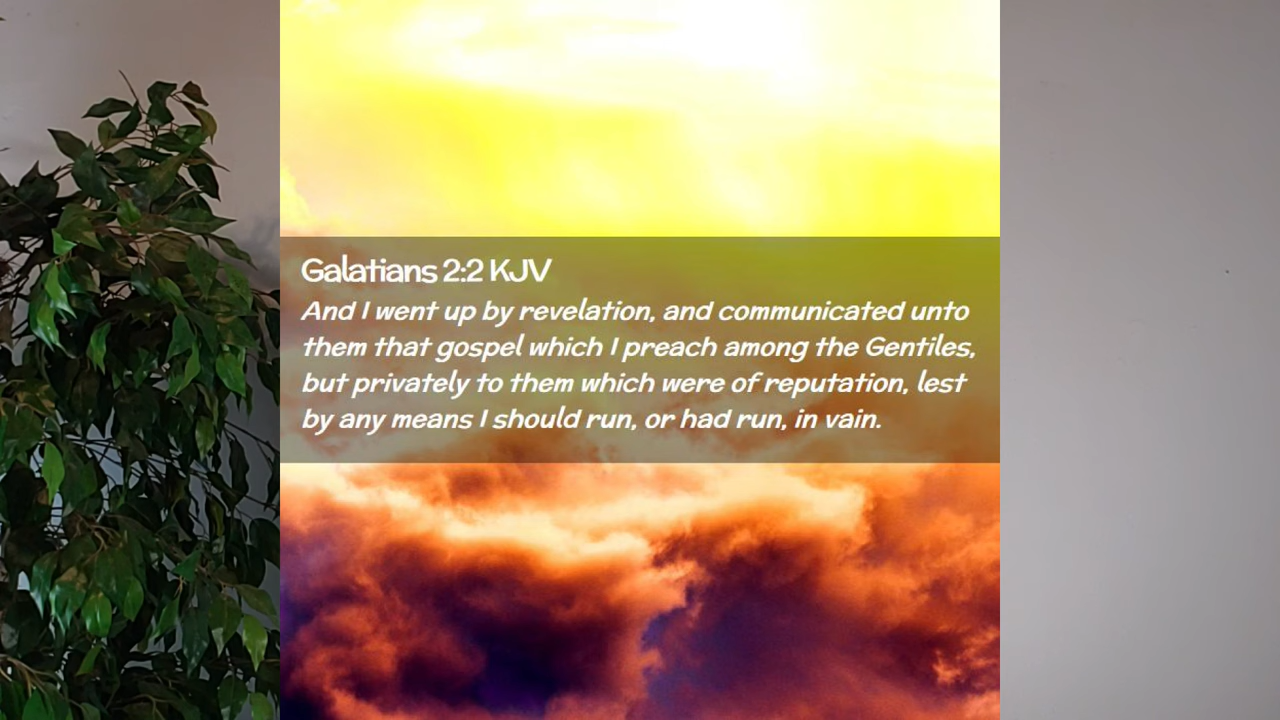 Galatians 2:2 KJV
And I went up by revelation, and communicated unto
them that gospel which I preach among the Gentiles,
but privately to them which were of reputation, lest
by any means I should run, or had run, in vain.